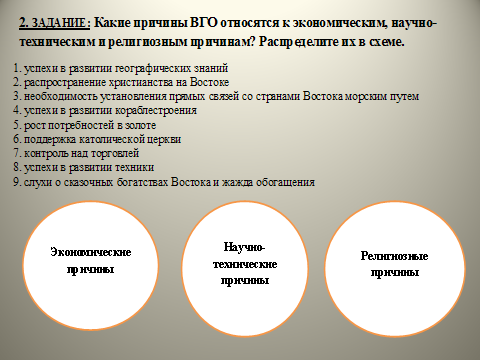 2. ЗАДАНИЕ: Какие причины ВГО относятся к экономическим, научно-
техническим и религиозным причинам? Распределите их в схеме.
1. успехи в развитии географических знаний
2. распространение христианства на Востоке
3. необходимость установления прямых связей со странами Востока морским путем
4. успехи в развитии кораблестроения
5. рост потребностей в золоте
6. поддержка католической церкви
7. контроль над торговлей
8. успехи в развитии техники
9. слухи о сказочных богатствах Востока и жажда обогащения
Экономические
причины
Научно-
технические
причины
Религиозные
причины